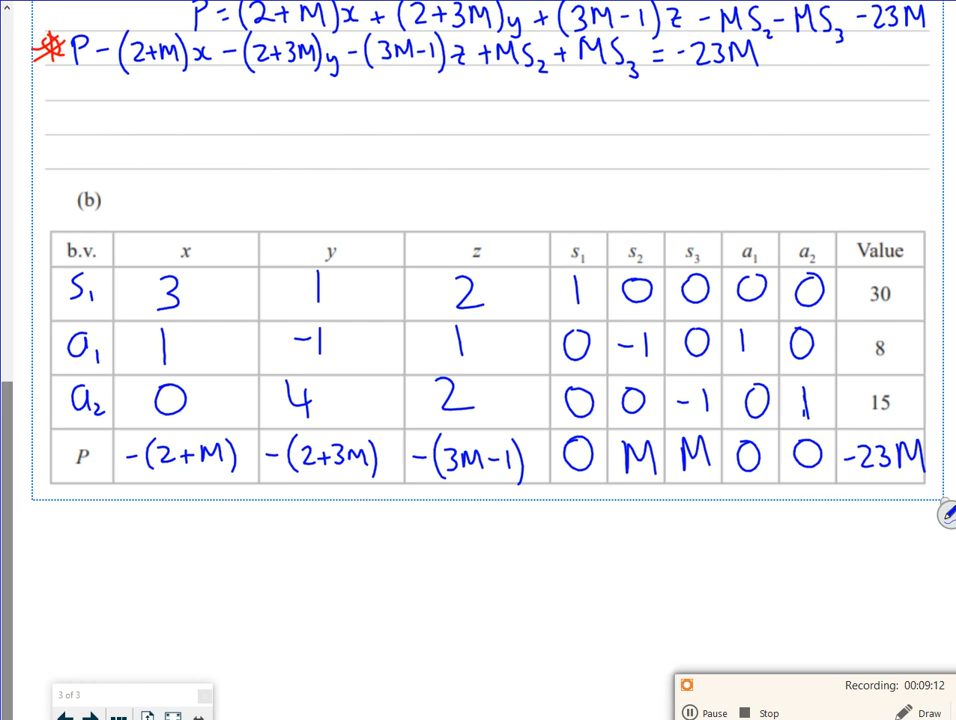 P = (2+M)x + (2+3M)y + (3M-1)z - MS₂ - MS₃ - 23M
P - (2+M)x - (2+3M)y - (3M-1)z + MS₂ + MS₃ = -23M
(b)
b.v. x y z s₁ s₂ s₃ a₁ a₂ Value
S₁ 3 1 2 1 0 0 0 0 30
a₁ 1 -1 1 0 -1 0 1 0 8
a₂ 0 4 2 0 0 -1 0 1 15
P -(2+M) -(2+3M) -(3M-1) 0 M M 0 0 -23M
Recording: 00:09:12
3 of 3
Pause Stop Draw